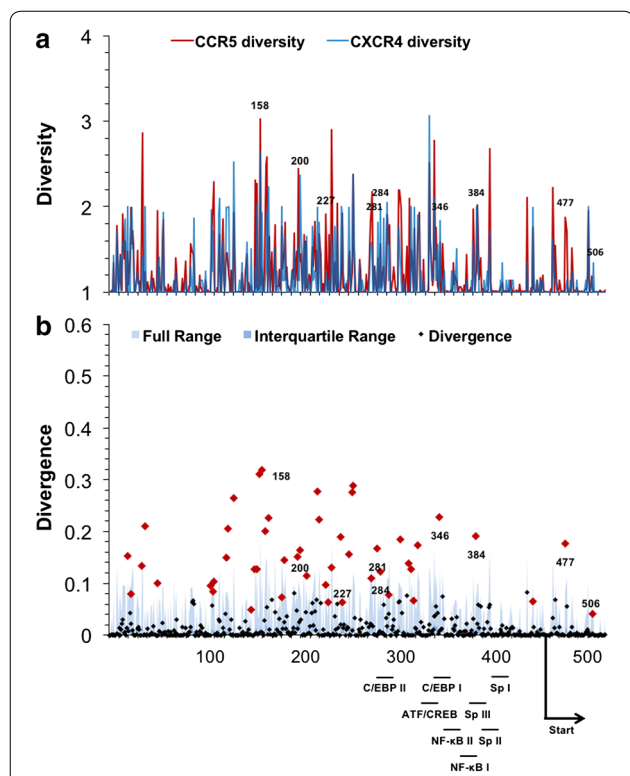 a
CCR5 diversity CXCR4 diversity
4
3
2
1
Diversity
158
200
227
281
284
346
384
477
506
b
Full Range Interquartile Range Divergence
0.6
0.5
0.4
0.3
0.2
0.1
0
Divergence
158
200
227
281
284
346
384
477
506
100 200 300 400 500
C/EBP II C/EBP I Sp I
ATF/CREB Sp III
NF-κB II Sp II
NF-κB I
Start